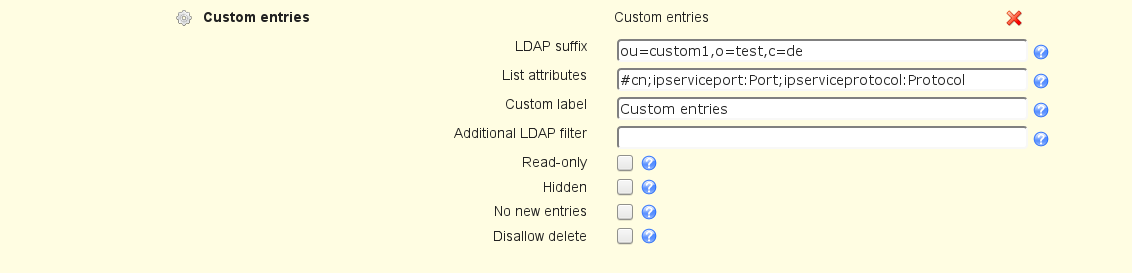 Custom entries Custom entries
LDAP suffix ou=custom1,o=test,c=de
List attributes #cn;ipserviceport:Port;ipserviceprotocol:Protocol
Custom label Custom entries
Additional LDAP filter
Read-only
Hidden
No new entries
Disallow delete